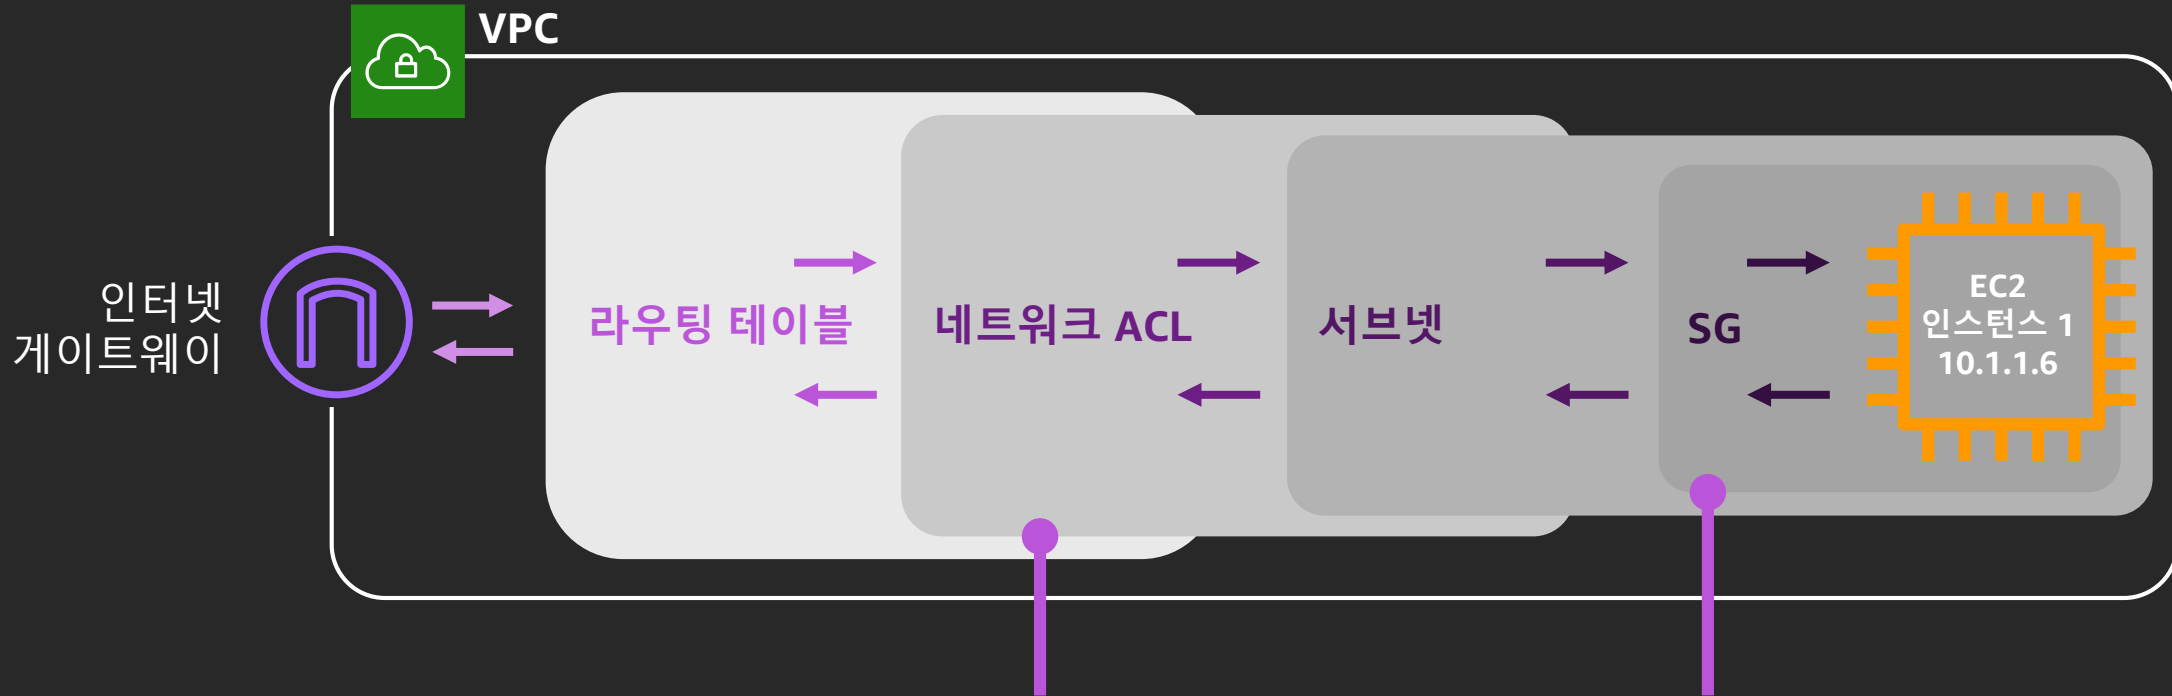 VPC
인터넷
게이트웨이
라우팅 테이블
네트워크 ACL
서브넷
SG
EC2
인스턴스 1
10.1.1.6